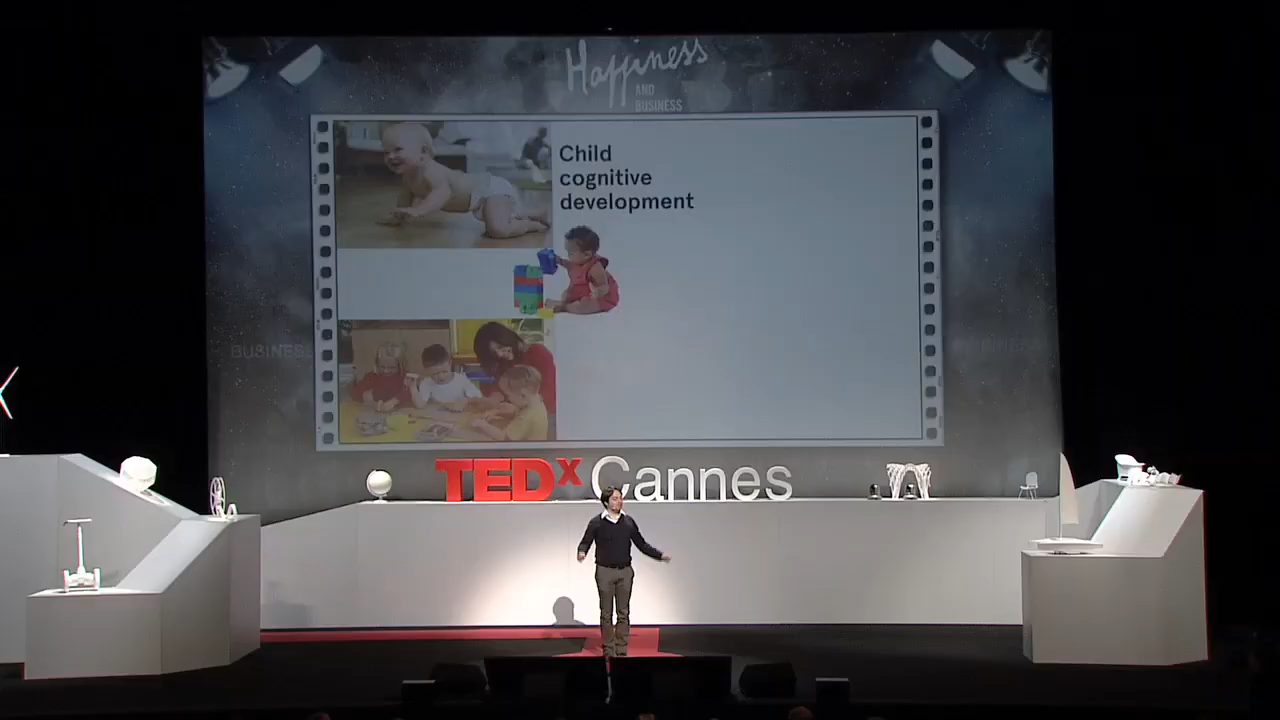 Happiness
AND
BUSINESS
Child
cognitive
development
BUSINESS
TEDx Cannes